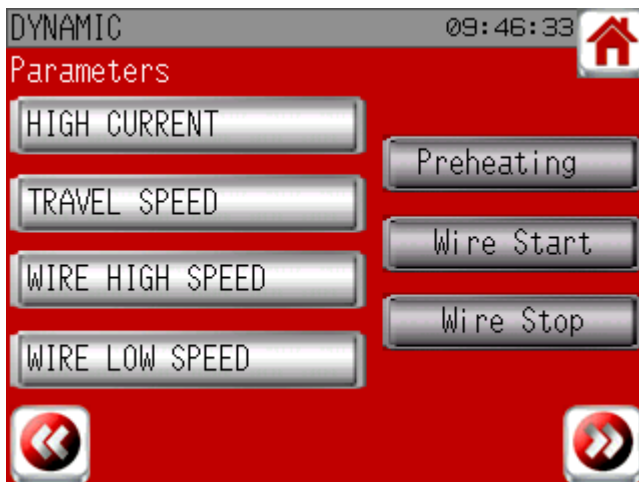 DYNAMIC 09:46:33
Parameters
HIGH CURRENT
TRAVEL SPEED
WIRE HIGH SPEED
WIRE LOW SPEED
Preheating
Wire Start
Wire Stop